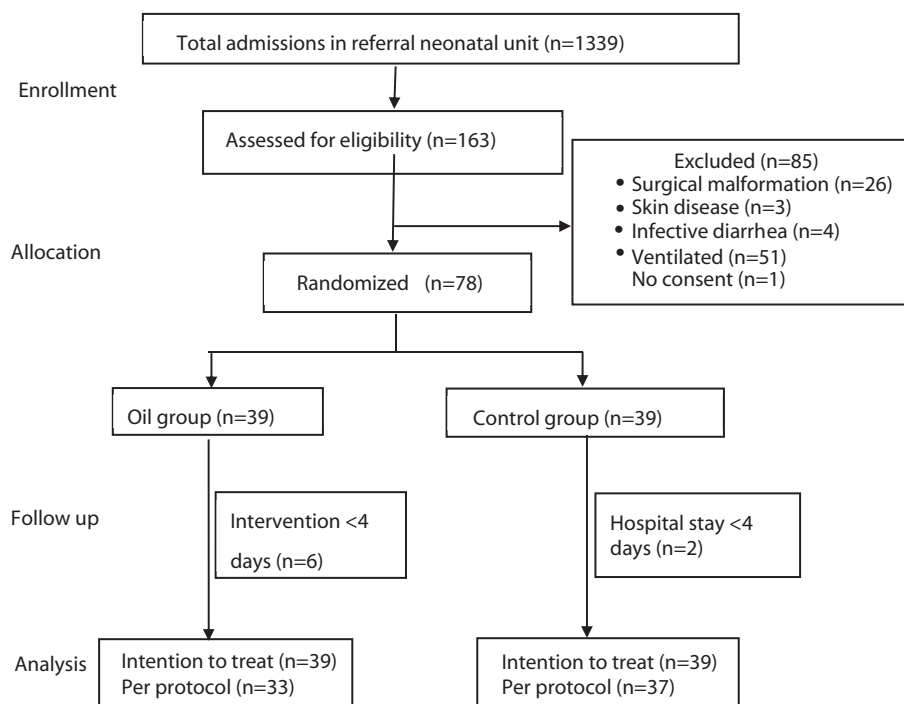 Total admissions in referral neonatal unit (n=1339)
Enrollment
Assessed for eligibility (n=163)
Excluded (n=85)
• Surgical malformation (n=26)
• Skin disease (n=3)
• Infective diarrhea (n=4)
• Ventilated (n=51)
No consent (n=1)
Allocation
Randomized (n=78)
Oil group (n=39)
Control group (n=39)
Follow up
Intervention <4
days (n=6)
Hospital stay <4
days (n=2)
Analysis
Intention to treat (n=39)
Per protocol (n=33)
Intention to treat (n=39)
Per protocol (n=37)